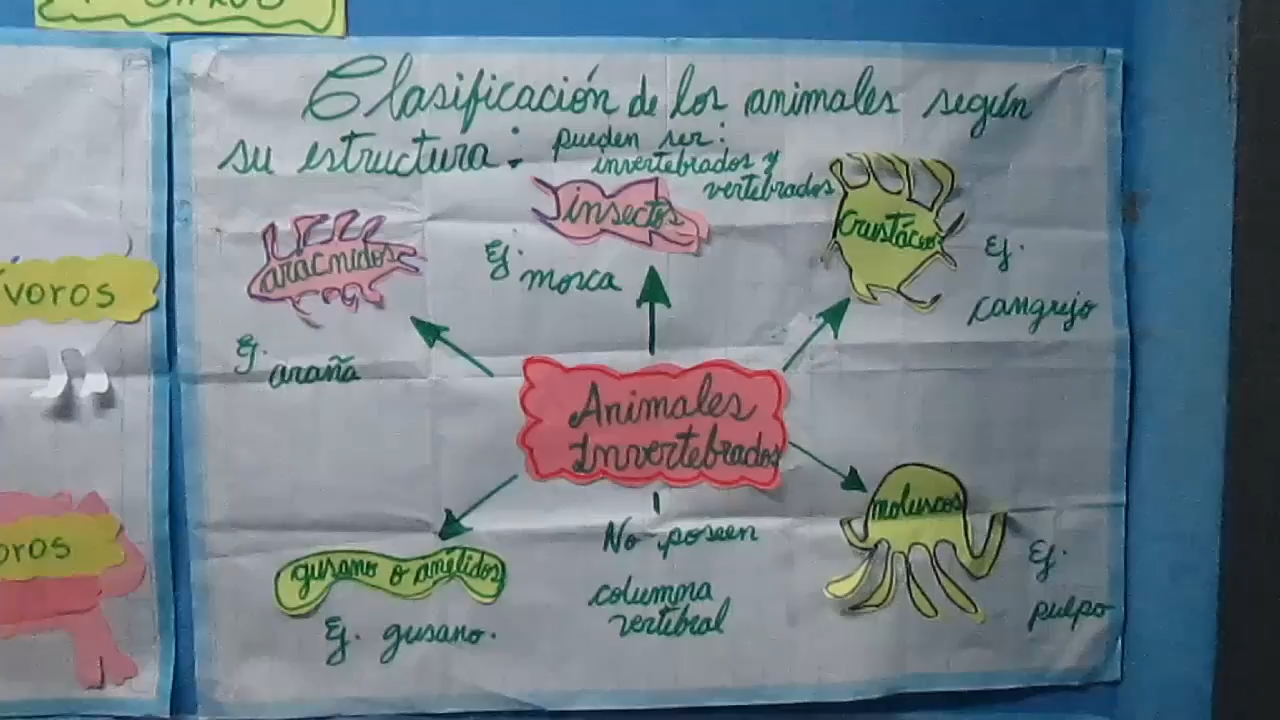 Clasificación de los animales según
su estructura: pueden ser:
invertebrados y
vertebrados
insectos
Ej. mosca
arácnidos
Ej. araña
Crustáceos
Ej. cangrejo
Animales
Invertebrados
No poseen
columna
vertebral
gusano o anélidos
Ej. gusano.
moluscos
Ej. pulpo
voros
oros